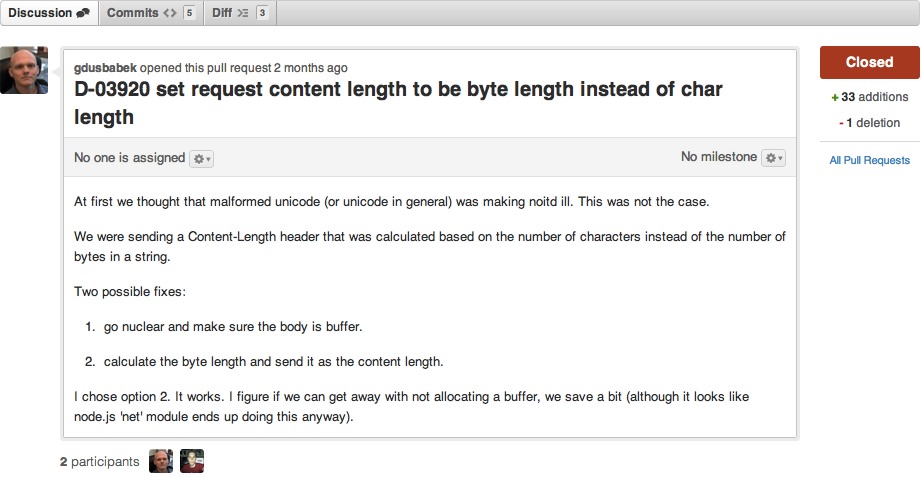 Discussion Commits <> 5 Diff 3
gdusbabek opened this pull request 2 months ago
D-03920 set request content length to be byte length instead of char
length
No one is assigned
No milestone
At first we thought that malformed unicode (or unicode in general) was making noitd ill. This was not the case.
We were sending a Content-Length header that was calculated based on the number of characters instead of the number of
bytes in a string.
Two possible fixes:
1. go nuclear and make sure the body is buffer.
2. calculate the byte length and send it as the content length.
I chose option 2. It works. I figure if we can get away with not allocating a buffer, we save a bit (although it looks like
node.js 'net' module ends up doing this anyway).
2 participants
Closed
+ 33 additions
- 1 deletion
All Pull Requests